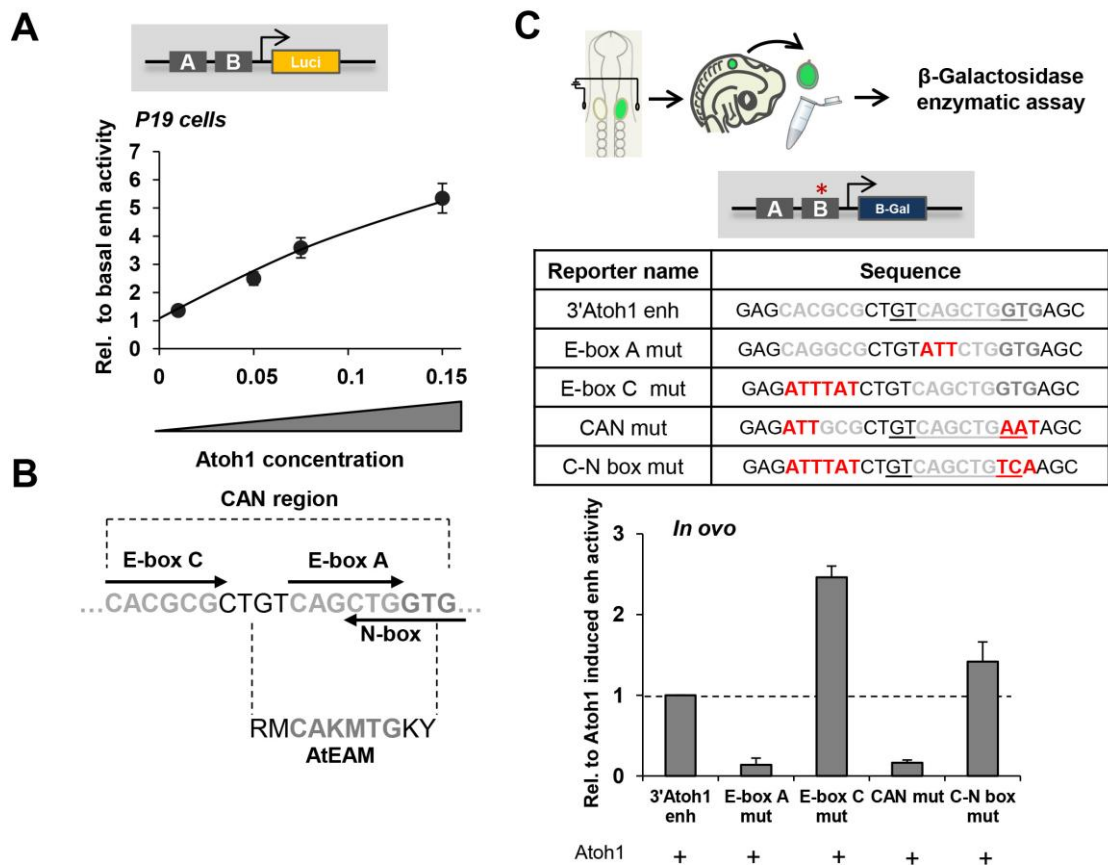 A
A B Luci
P19 cells
Rel. to basal enh activity
7
6
5
4
3
2
1
0
0 0.05 0.1 0.15
Atoh1 concentration
B
CAN region
E-box C E-box A
...CACGCGCTGTCAGCTGGTG...
N-box
RMCAKMTGKY
AtEAM
C
β-Galactosidase
enzymatic assay
*
A B B-Gal
Reporter name Sequence
3'Atoh1 enh GAGCACGCGCTGTCAGCTGGTGAGC
E-box A mut GAGCAGGCGCTGTATTCTGGTGAGC
E-box C mut GAGATTTATCTGTCAGCTGGTGAGC
CAN mut GAGATTGCGCTGTCAGCTGAATAGC
C-N box mut GAGATTTATCTGTCAGCTGTCAAGC
In ovo
Rel. to Atoh1 induced enh activity
3
2
1
0
3'Atoh1 E-box A E-box C CAN mut C-N box
enh mut mut mut
Atoh1 + + + + +